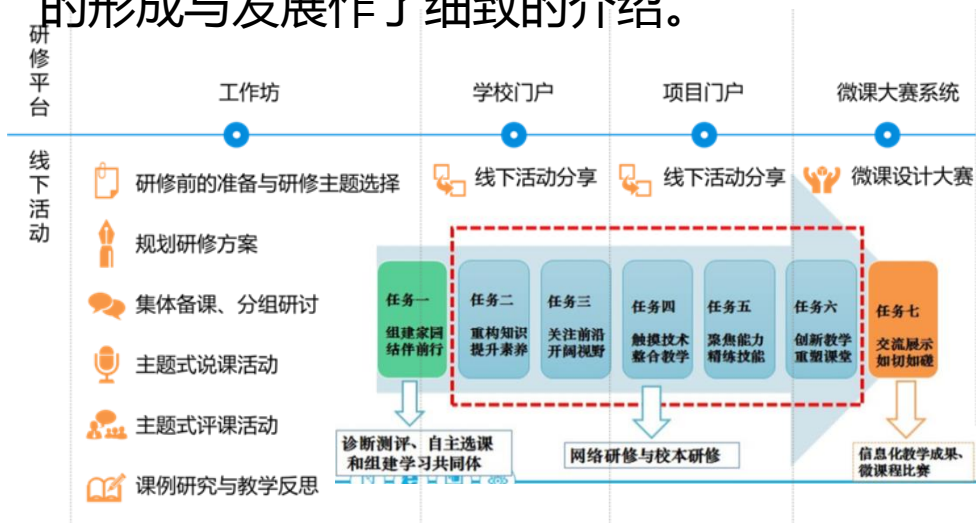 的形成与发展作了细致的介绍。
研修平台
工作坊
学校门户
项目门户
微课大赛系统
线下活动
研修前的准备与研修主题选择
线下活动分享
线下活动分享
微课设计大赛
规划研修方案
集体备课、分组研讨
主题式说课活动
主题式评课活动
课例研究与教学反思
任务一
组建家园
结伴前行
任务二
重构知识
提升素养
任务三
关注前沿
开阔视野
任务四
触摸技术
整合教学
任务五
聚焦能力
精练技能
任务六
创新教学
重塑课堂
任务七
交流展示
如切如磋
诊断测评、自主选课
和组建学习共同体
网络研修与校本研修
信息化教学成果、
微课程比赛